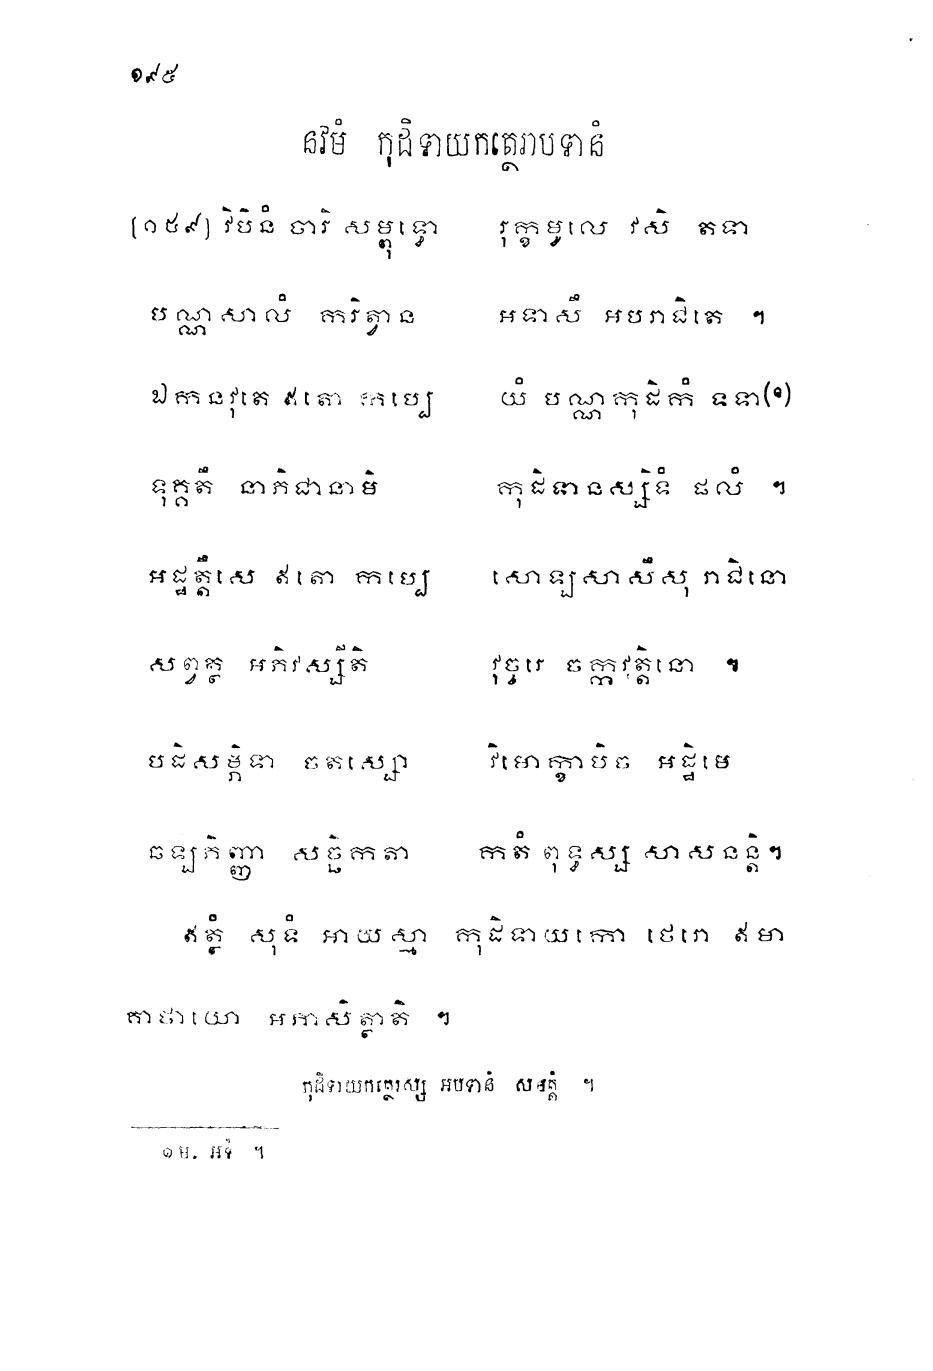 ១៩៥
នវមំ កុដិទាយកត្ថេរាបទានំ
[១៥៩] វិបិនំ ចារិ សម្ពុទ្ធោ រុក្ខមូលេ វសិ តទា
បណ្ណសាលំ ករិត្វាន អទាសឹ អបរាជិតេ ។
ឯកនវុតេ ឥតោ កប្បេ យំ បណ្ណកុដិកំ ទទា(១)
ទុគ្គតឹ នាភិជានាមិ កុដិទានស្សិទំ ផលំ ។
អដ្ឋត្តឹសេ ឥតោ កប្បេ សោឡសាសឹសុ រាជិនោ
សព្វត្ថ អភិវស្សីតិ វុច្ចរេ ចក្កវុត្តិនោ ។
បដិសម្ភិទា ចតស្សោ វិមោក្ខាបិច អដ្ឋិមេ
ឆឡភិញ្ញា សច្ឆិកតា កតំ ពុទ្ធស្ស សាសនន្តិ។
ឥត្ថំ សុទំ អាយស្មា កុដិទាយកោ ថេរោ ឥមា
គាថាយោ អភាសិត្ថាតិ ។
កុដិទាយកត្ថេរស្ស អបទានំ សមត្តំ ។
១ ម. អទំ ។